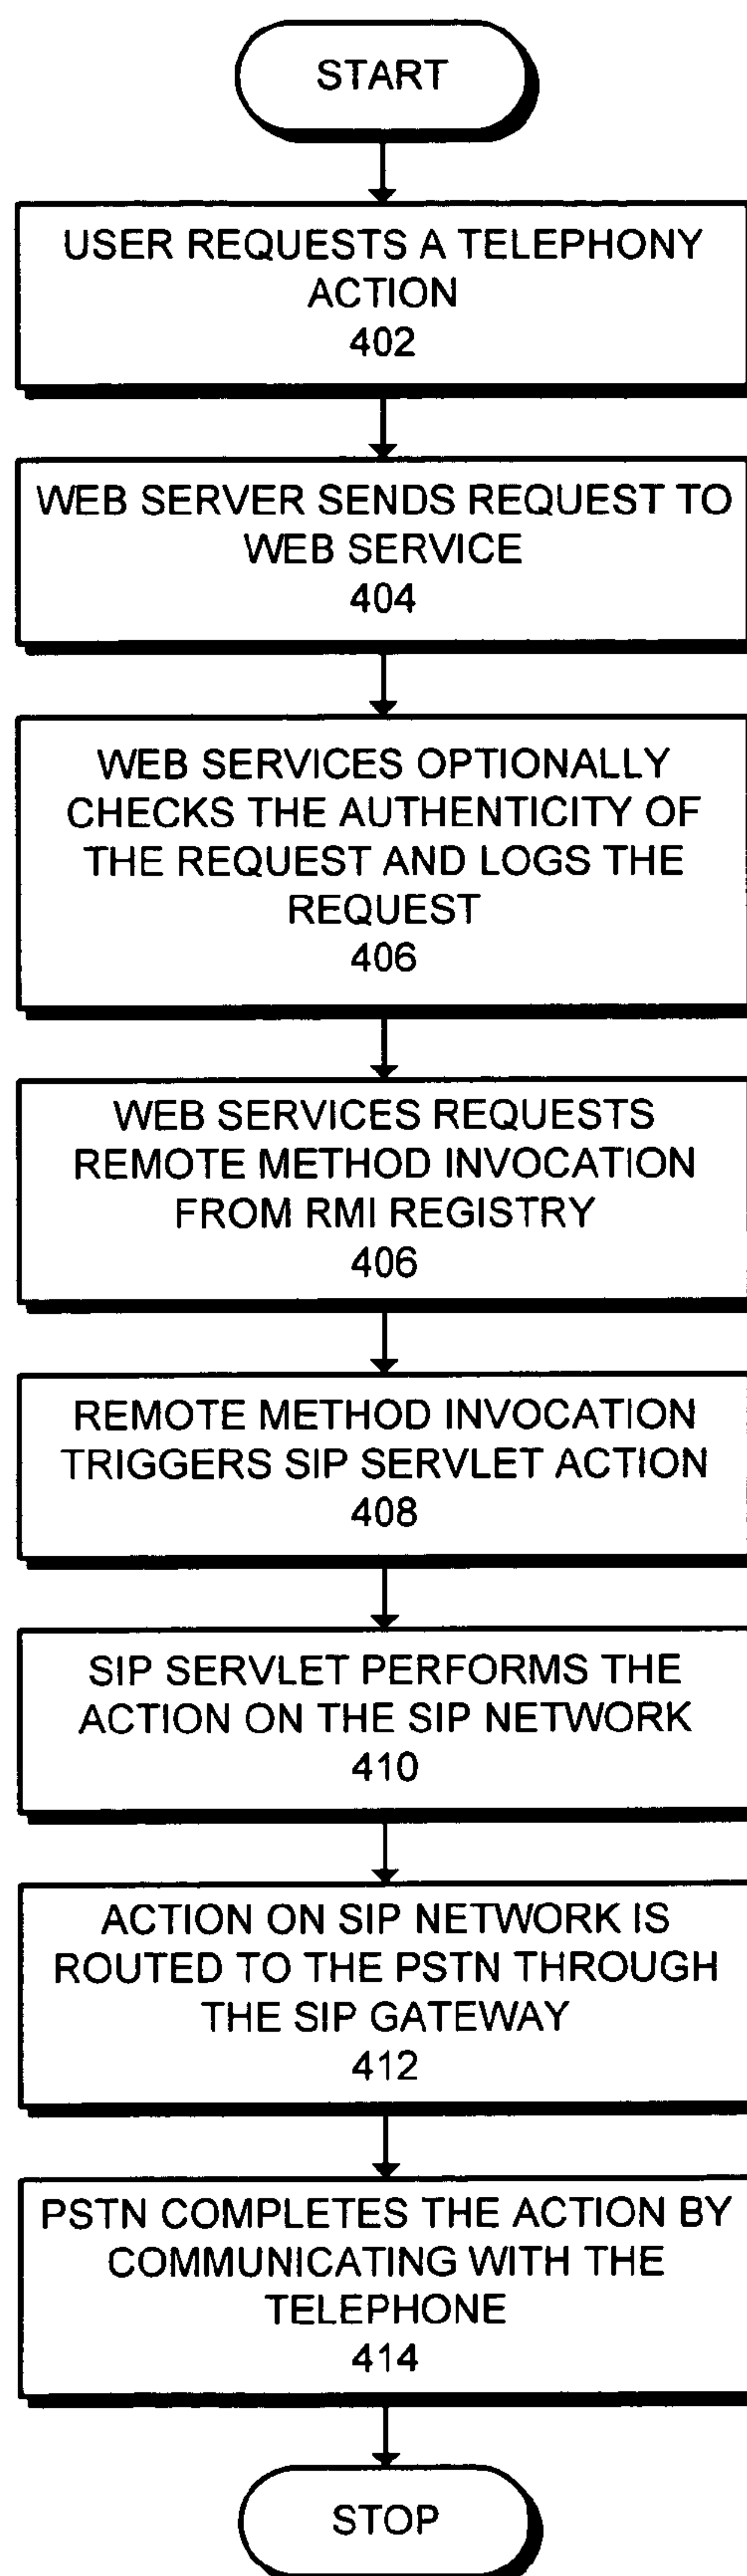 START
USER REQUESTS A TELEPHONY
ACTION
402
WEB SERVER SENDS REQUEST TO
WEB SERVICE
404
WEB SERVICES OPTIONALLY
CHECKS THE AUTHENTICITY OF
THE REQUEST AND LOGS THE
REQUEST
406
WEB SERVICES REQUESTS
REMOTE METHOD INVOCATION
FROM RMI REGISTRY
406
REMOTE METHOD INVOCATION
TRIGGERS SIP SERVLET ACTION
408
SIP SERVLET PERFORMS THE
ACTION ON THE SIP NETWORK
410
ACTION ON SIP NETWORK IS
ROUTED TO THE PSTN THROUGH
THE SIP GATEWAY
412
PSTN COMPLETES THE ACTION BY
COMMUNICATING WITH THE
TELEPHONE
414
STOP